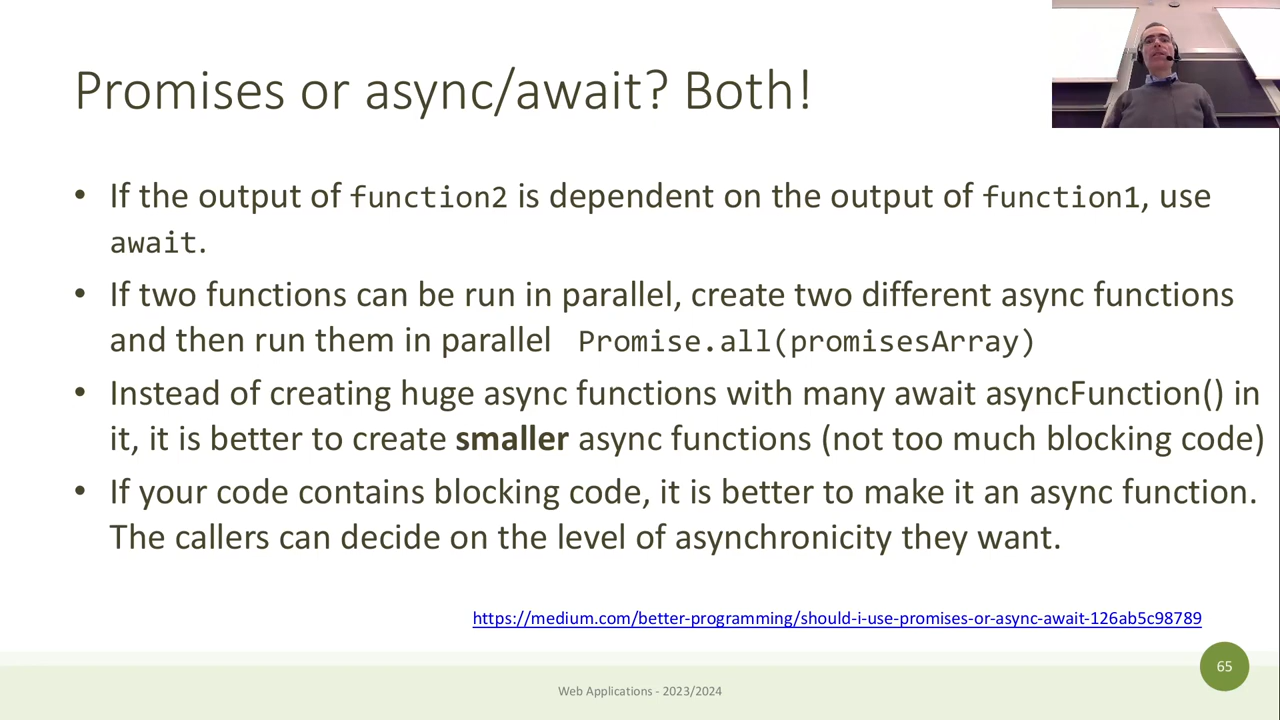 Promises or async/await? Both!
• If the output of function2 is dependent on the output of function1, use
await.
• If two functions can be run in parallel, create two different async functions
and then run them in parallel Promise.all(promisesArray)
• Instead of creating huge async functions with many await asyncFunction() in
it, it is better to create smaller async functions (not too much blocking code)
• If your code contains blocking code, it is better to make it an async function.
The callers can decide on the level of asynchronicity they want.
https://medium.com/better-programming/should-i-use-promises-or-async-await-126ab5c98789
65
Web Applications - 2023/2024